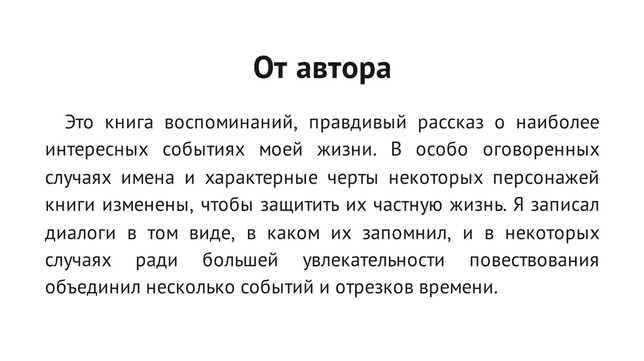 От автора
Это книга воспоминаний, правдивый рассказ о наиболее
интересных событиях моей жизни. В особо оговоренных
случаях имена и характерные черты некоторых персонажей
книги изменены, чтобы защитить их частную жизнь. Я записал
диалоги в том виде, в каком их запомнил, и в некоторых
случаях ради большей увлекательности повествования
объединил несколько событий и отрезков времени.